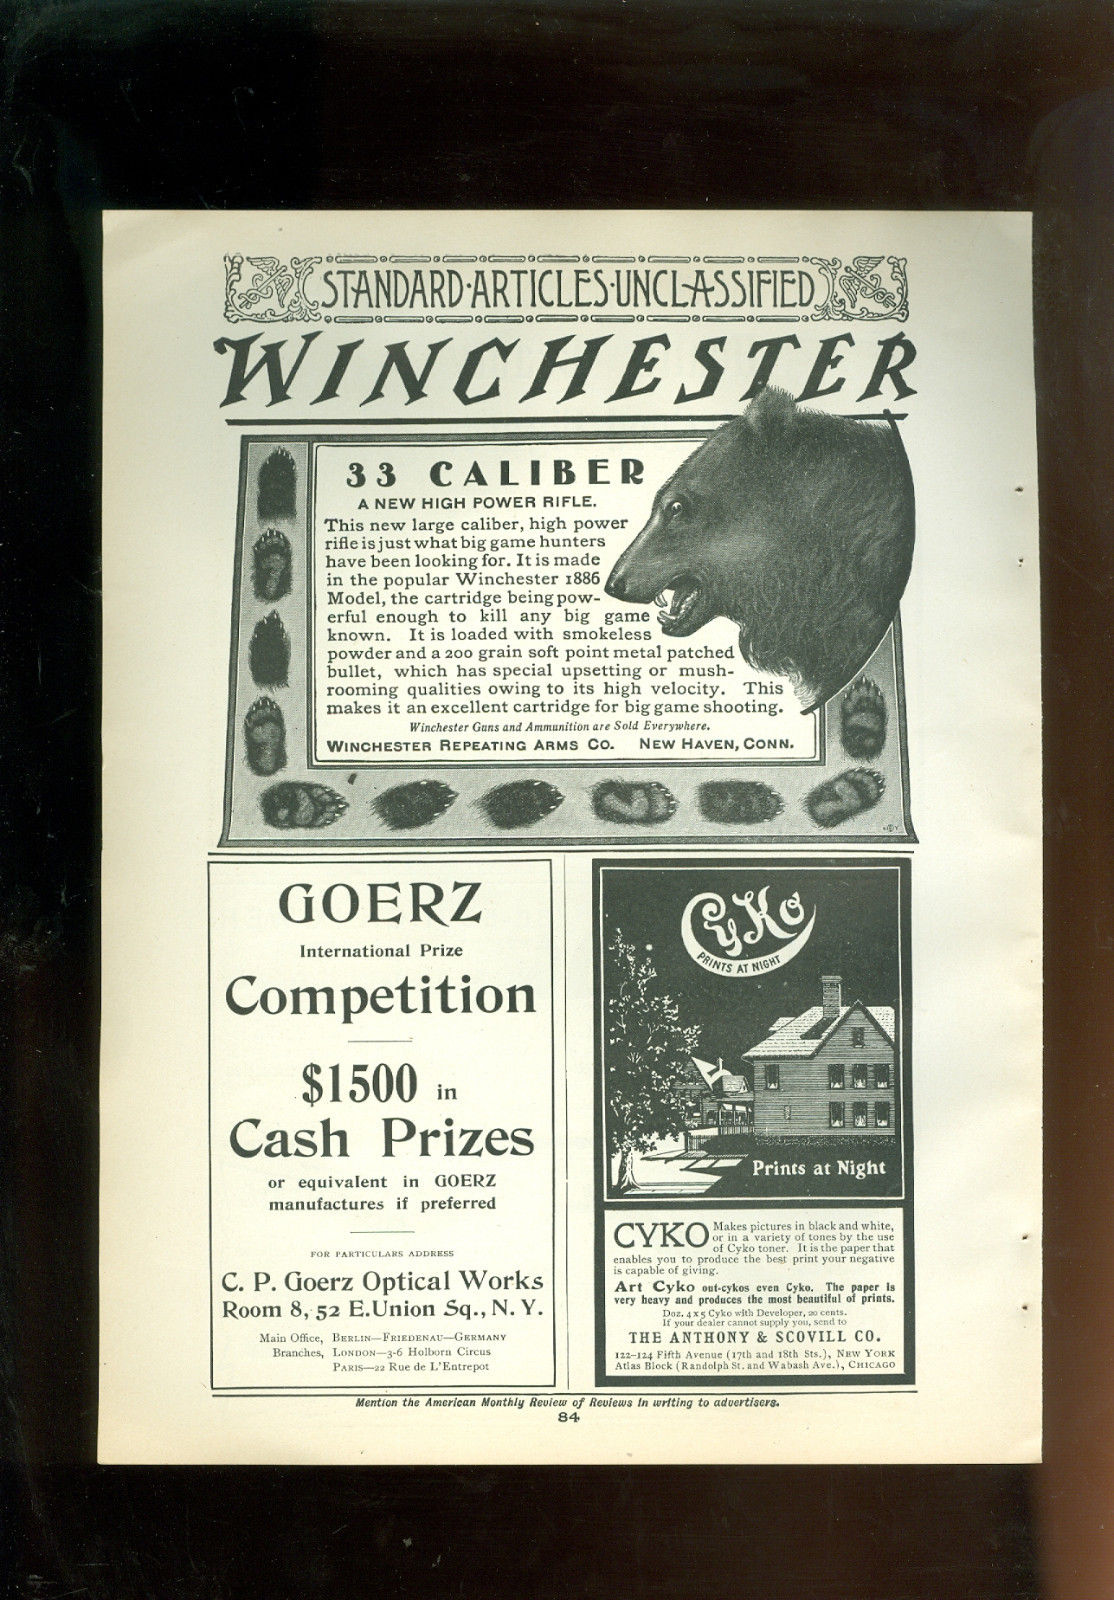 STANDARD·ARTICLES·UNCLASSIFIED
WINCHESTER
33 CALIBER
A NEW HIGH POWER RIFLE.
This new large caliber, high power
rifle is just what big game hunters
have been looking for. It is made
in the popular Winchester 1886
Model, the cartridge being pow-
erful enough to kill any big game
known. It is loaded with smokeless
powder and a 200 grain soft point metal patched
bullet, which has special upsetting or mush-
rooming qualities owing to its high velocity. This
makes it an excellent cartridge for big game shooting.
Winchester Guns and Ammunition are Sold Everywhere.
WINCHESTER REPEATING ARMS CO. NEW HAVEN, CONN.
GOERZ
International Prize
Competition
$1500 in
Cash Prizes
or equivalent in GOERZ
manufactures if preferred
FOR PARTICULARS ADDRESS
C. P. Goerz Optical Works
Room 8, 52 E. Union Sq., N. Y.
Main Office, BERLIN—FRIEDENAU—GERMANY
Branches, LONDON—3-6 Holborn Circus
PARIS—22 Rue de L'Entrepot
CyKo
PRINTS AT NIGHT
Prints at Night
CYKO Makes pictures in black and white,
or in a variety of tones by the use
of Cyko toner. It is the paper that
enables you to produce the best print your negative
is capable of giving.
Art Cyko out-cykos even Cyko. The paper is
very heavy and produces the most beautiful of prints.
Doz. 4 x 5 Cyko with Developer, 20 cents.
If your dealer cannot supply you, send to
THE ANTHONY & SCOVILL CO.
122-124 Fifth Avenue (17th and 18th Sts.), NEW YORK
Atlas Block (Randolph St. and Wabash Ave.), CHICAGO
Mention the American Monthly Review of Reviews in writing to advertisers.
84